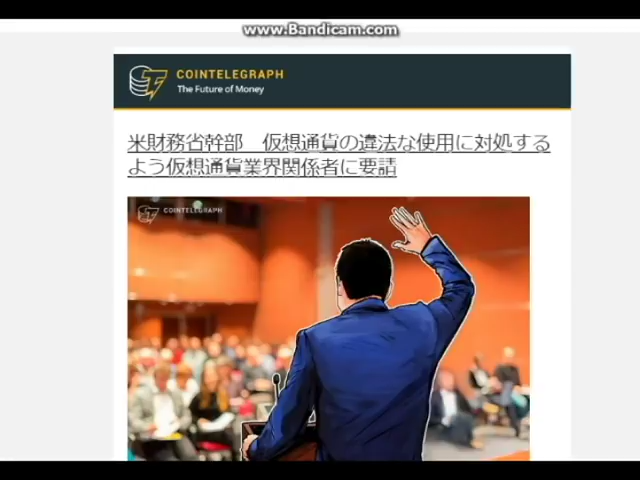 www.Bandicam.com
COINTELEGRAPH
The Future of Money
米財務省幹部　仮想通貨の違法な使用に対処する
よう仮想通貨業界関係者に要請
COINTELEGRAPH